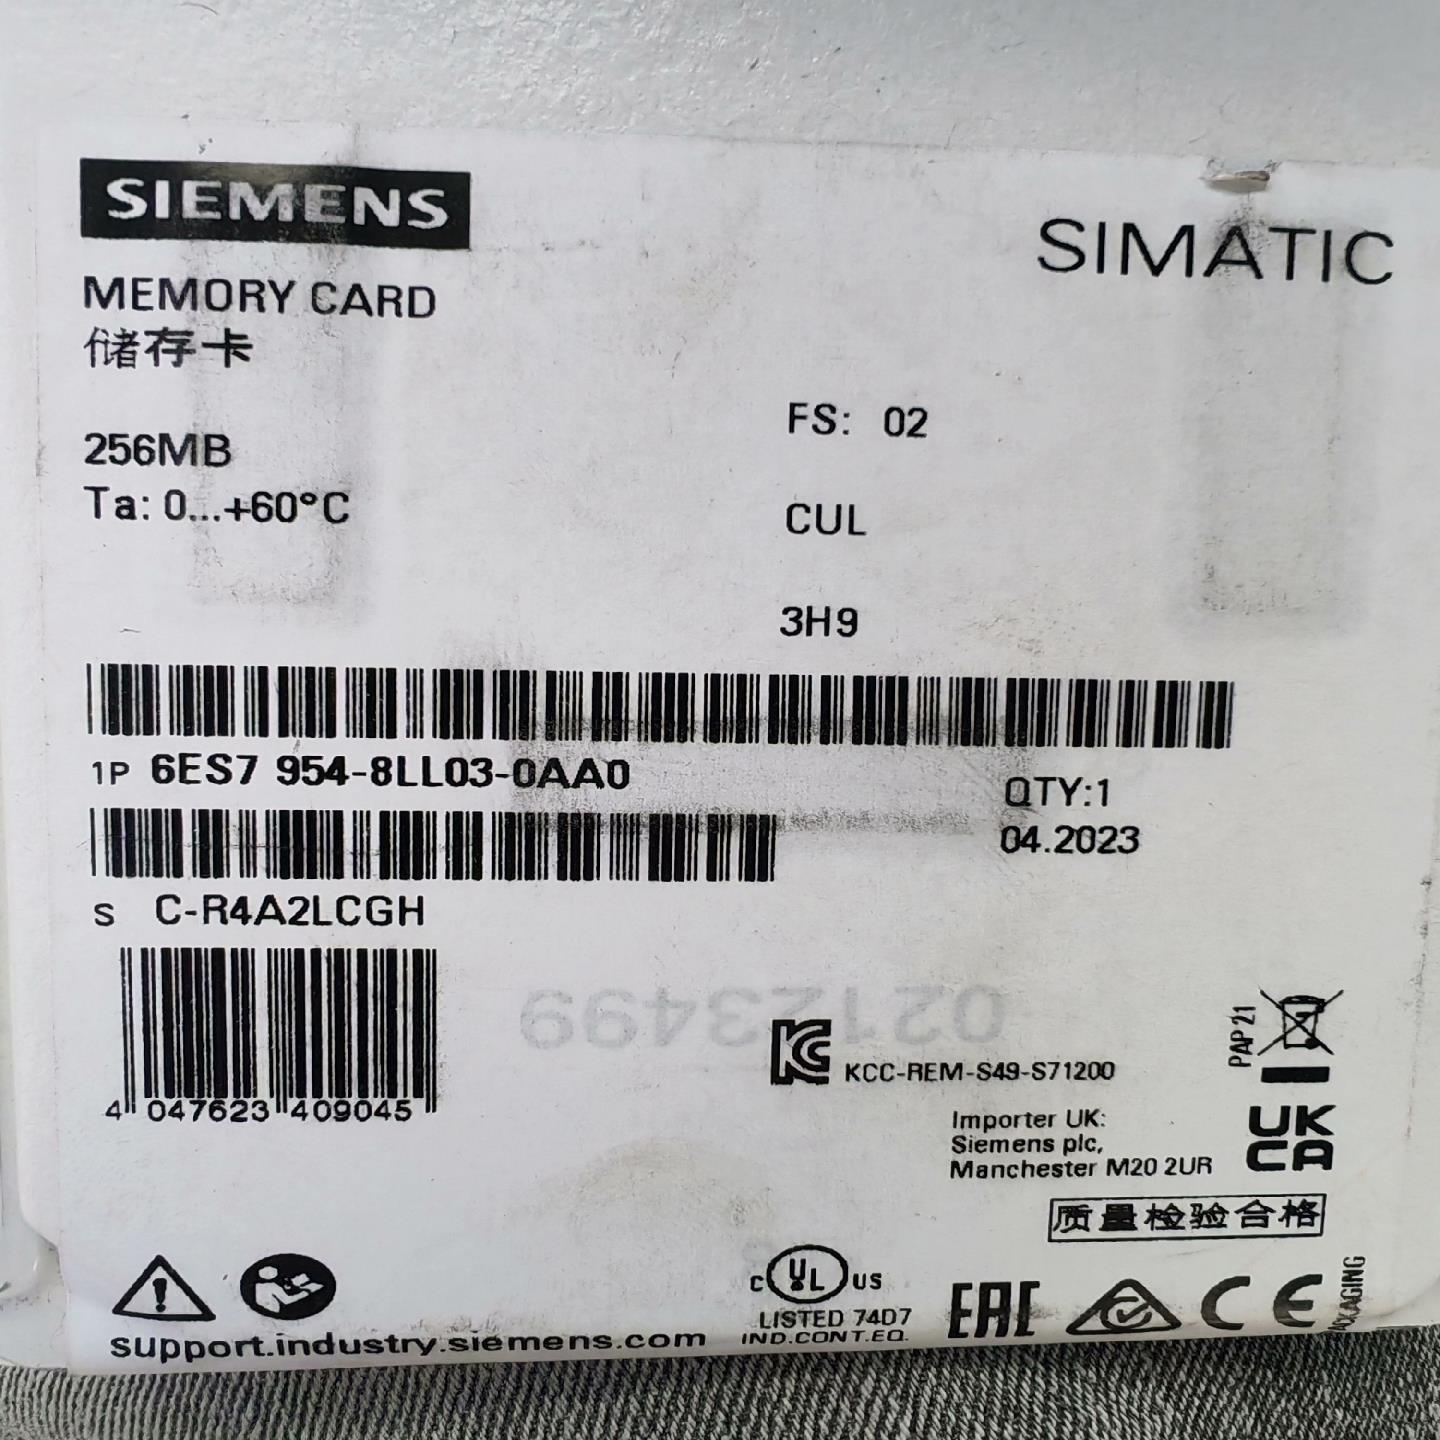 SIEMENS
SIMATIC
MEMORY CARD
储存卡
256MB
Ta: 0...+60°C
FS: 02
CUL
3H9
1P 6ES7 954-8LL03-0AA0
QTY:1
04.2023
S C-R4A2LCGH
02123499
4 047623 409045
KCC-REM-S49-S71200
PAP 21
Importer UK:
Siemens plc,
Manchester M20 2UR
UK
CA
质量检验合格
C UL US
LISTED 74D7
IND.CONT.EQ.
EAC
CE
PACKAGING
support.industry.siemens.com